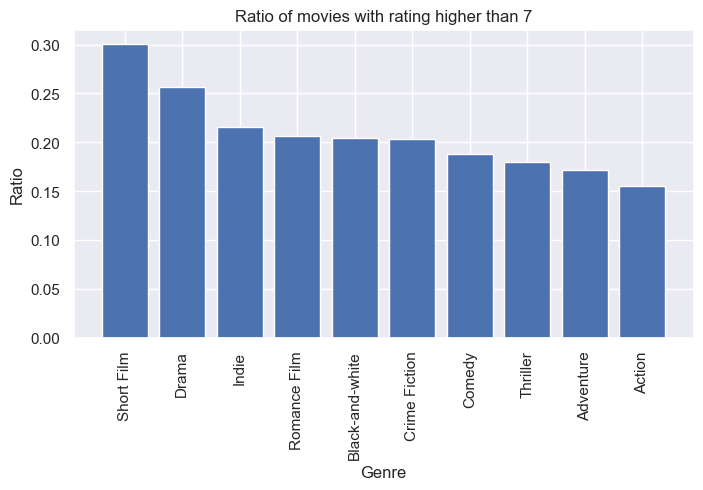 Ratio of movies with rating higher than 7
Ratio
0.30
0.25
0.20
0.15
0.10
0.05
0.00
Short Film
Drama
Indie
Romance Film
Black-and-white
Crime Fiction
Comedy
Thriller
Adventure
Action
Genre